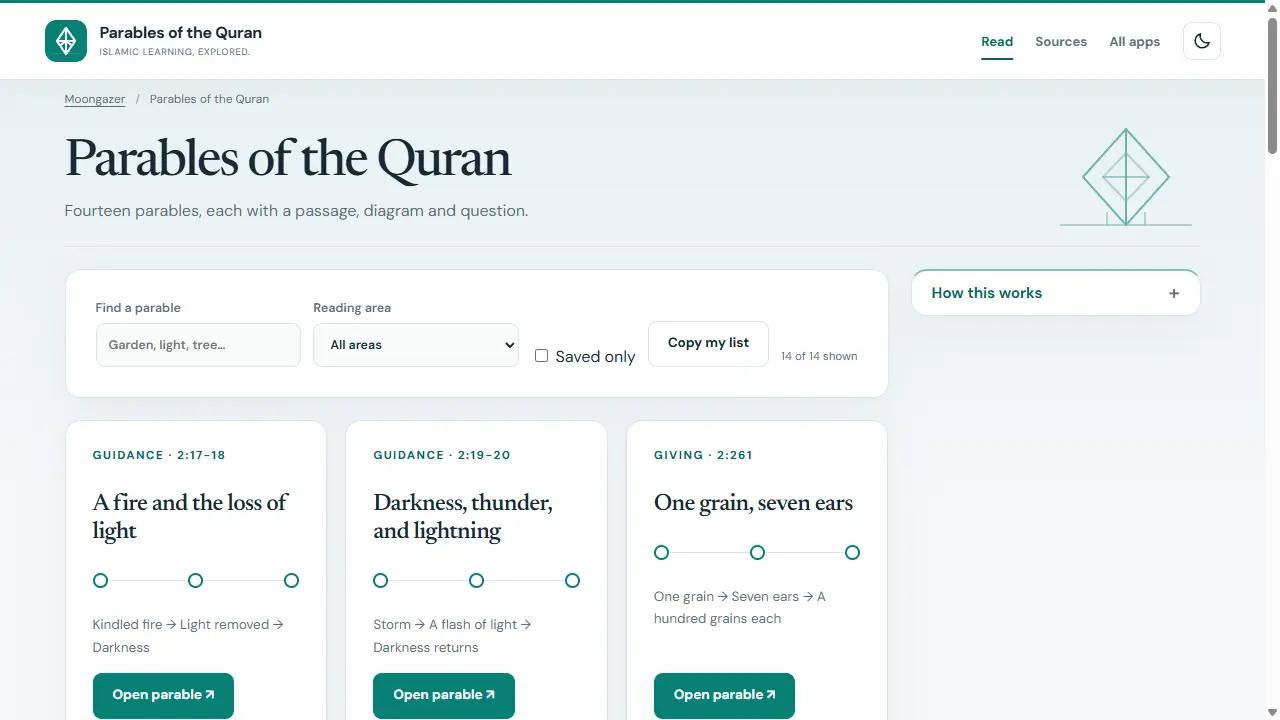 Parables of the Quran
ISLAMIC LEARNING, EXPLORED.
Read
Sources
All apps
Moongazer / Parables of the Quran
Parables of the Quran
Fourteen parables, each with a passage, diagram and question.
Find a parable
Garden, light, tree...
Reading area
All areas
Saved only
Copy my list
14 of 14 shown
How this works +
GUIDANCE · 2:17–18
A fire and the loss of
light
Kindled fire → Light removed →
Darkness
Open parable ↗
GUIDANCE · 2:19–20
Darkness, thunder,
and lightning
Storm → A flash of light →
Darkness returns
Open parable ↗
GIVING · 2:261
One grain, seven ears
One grain → Seven ears → A
hundred grains each
Open parable ↗